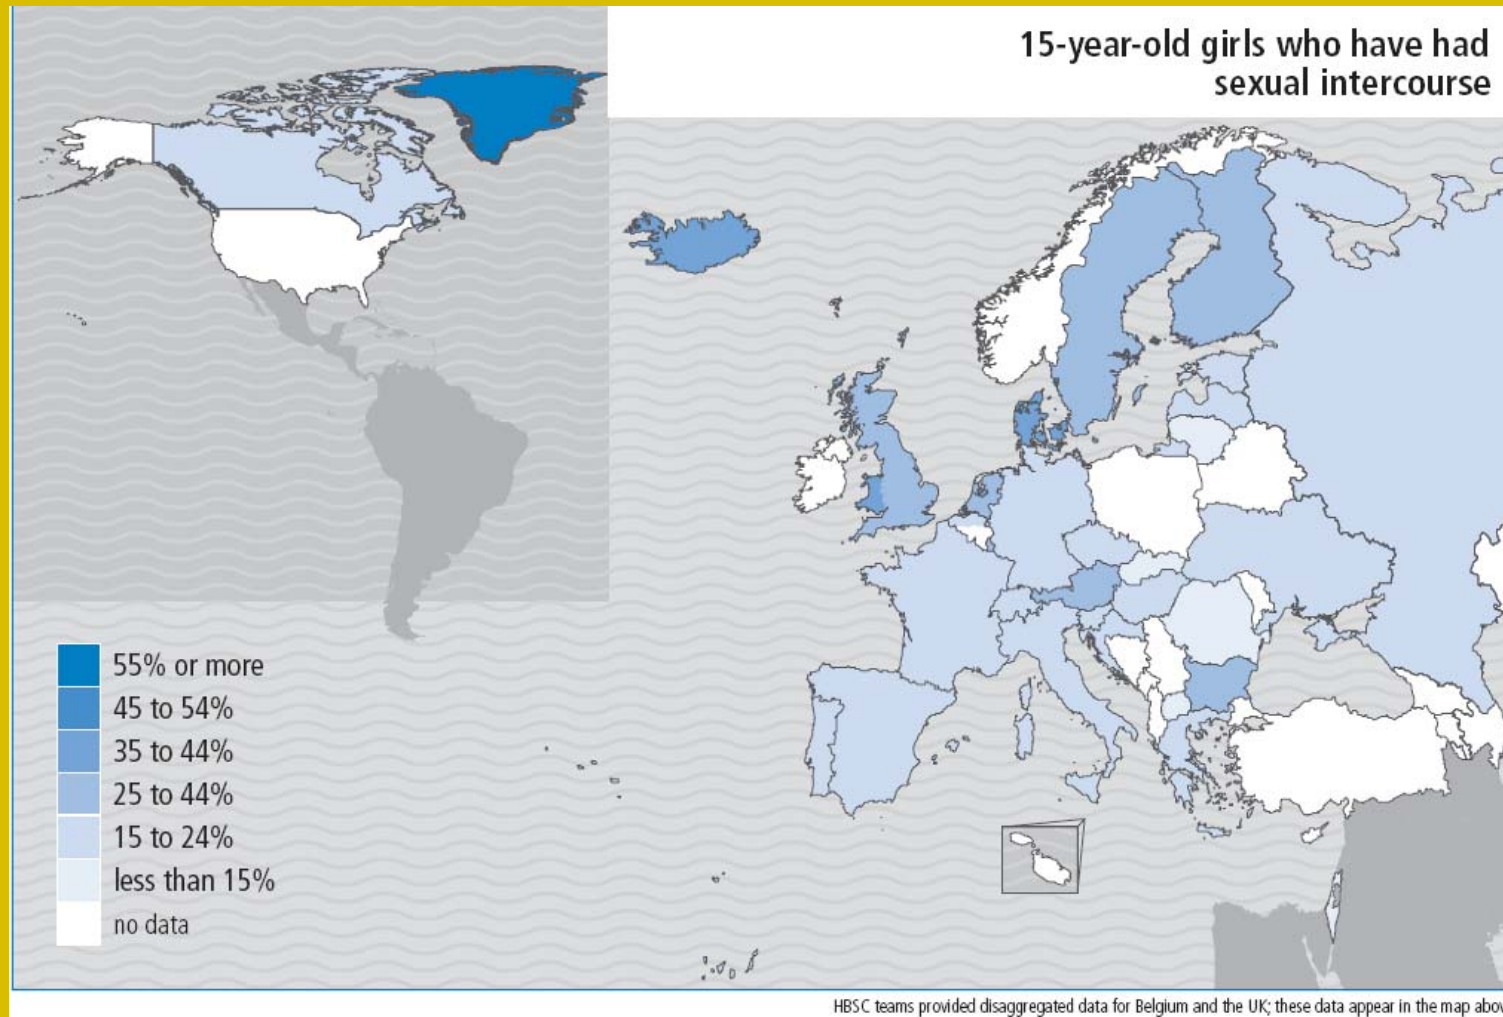 15-year-old girls who have had
sexual intercourse
55% or more
45 to 54%
35 to 44%
25 to 44%
15 to 24%
less than 15%
no data
HBSC teams provided disaggregated data for Belgium and the UK; these data appear in the map abov